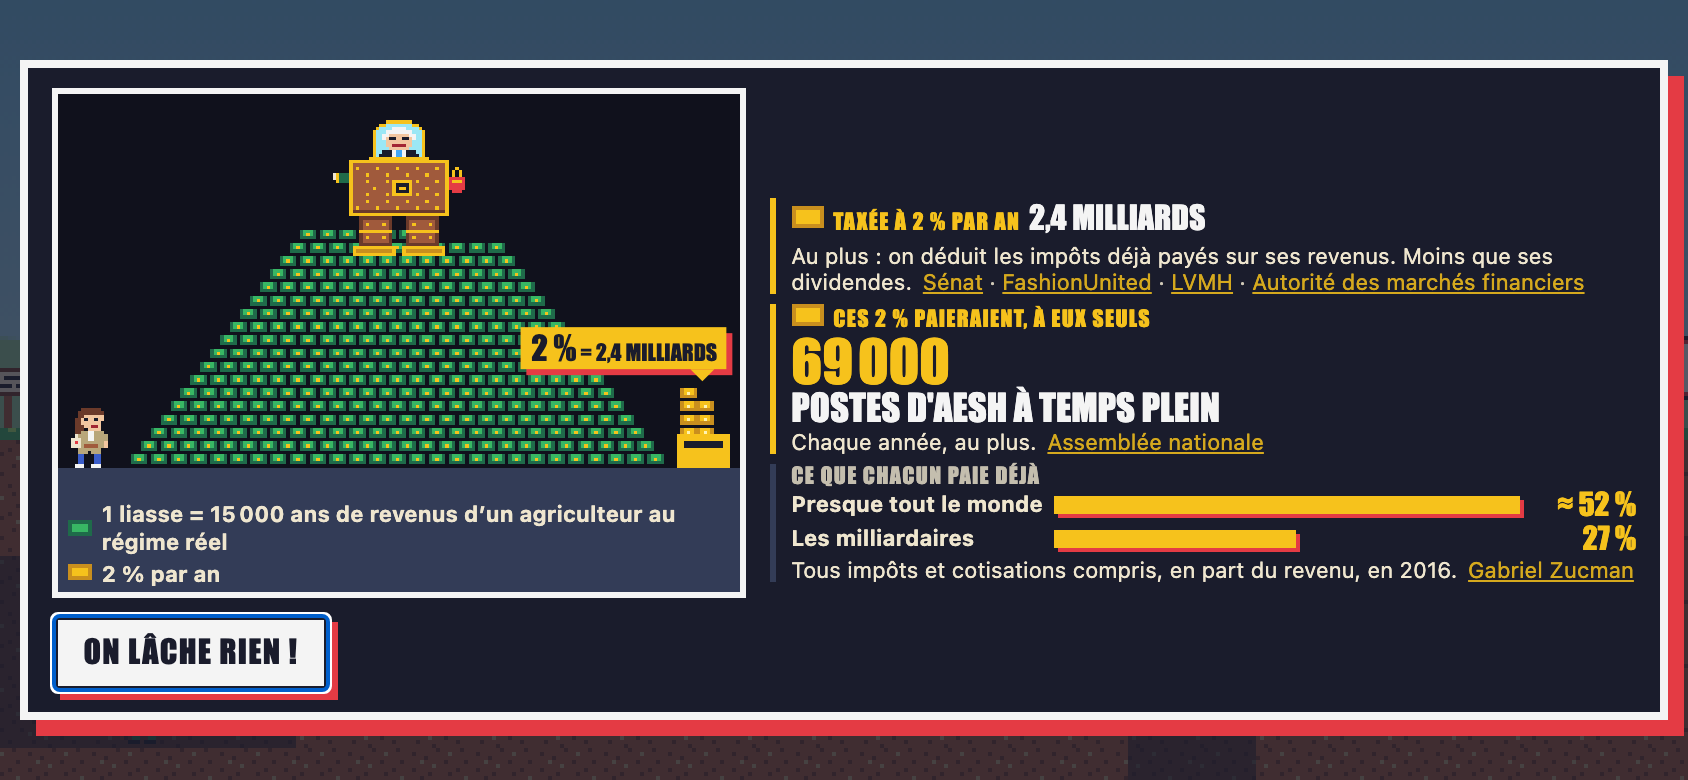 2 % = 2,4 MILLIARDS
1 liasse = 15 000 ans de revenus d’un agriculteur au
régime réel
2 % par an
ON LÂCHE RIEN !
TAXÉE À 2 % PAR AN 2,4 MILLIARDS
Au plus : on déduit les impôts déjà payés sur ses revenus. Moins que ses
dividendes. Sénat · FashionUnited · LVMH · Autorité des marchés financiers
CES 2 % PAIERAIENT, À EUX SEULS
69 000
POSTES D'AESH À TEMPS PLEIN
Chaque année, au plus. Assemblée nationale
CE QUE CHACUN PAIE DÉJÀ
Presque tout le monde ≈ 52 %
Les milliardaires 27 %
Tous impôts et cotisations compris, en part du revenu, en 2016. Gabriel Zucman